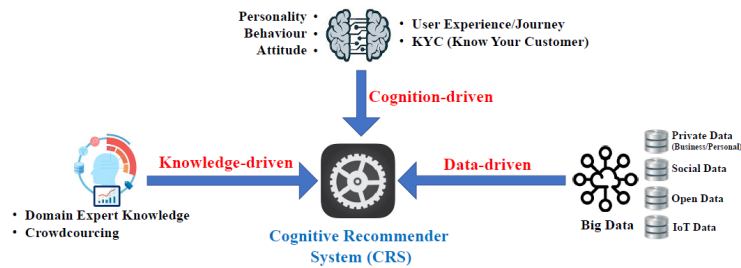 Personality •
Behaviour •
Attitude •
• User Experience/Journey
• KYC (Know Your Customer)
Cognition-driven
Knowledge-driven
Data-driven
• Domain Expert Knowledge
• Crowdcourcing
Cognitive Recommender
System (CRS)
Big Data
Private Data
(Business/Personal)
Social Data
Open Data
IoT Data